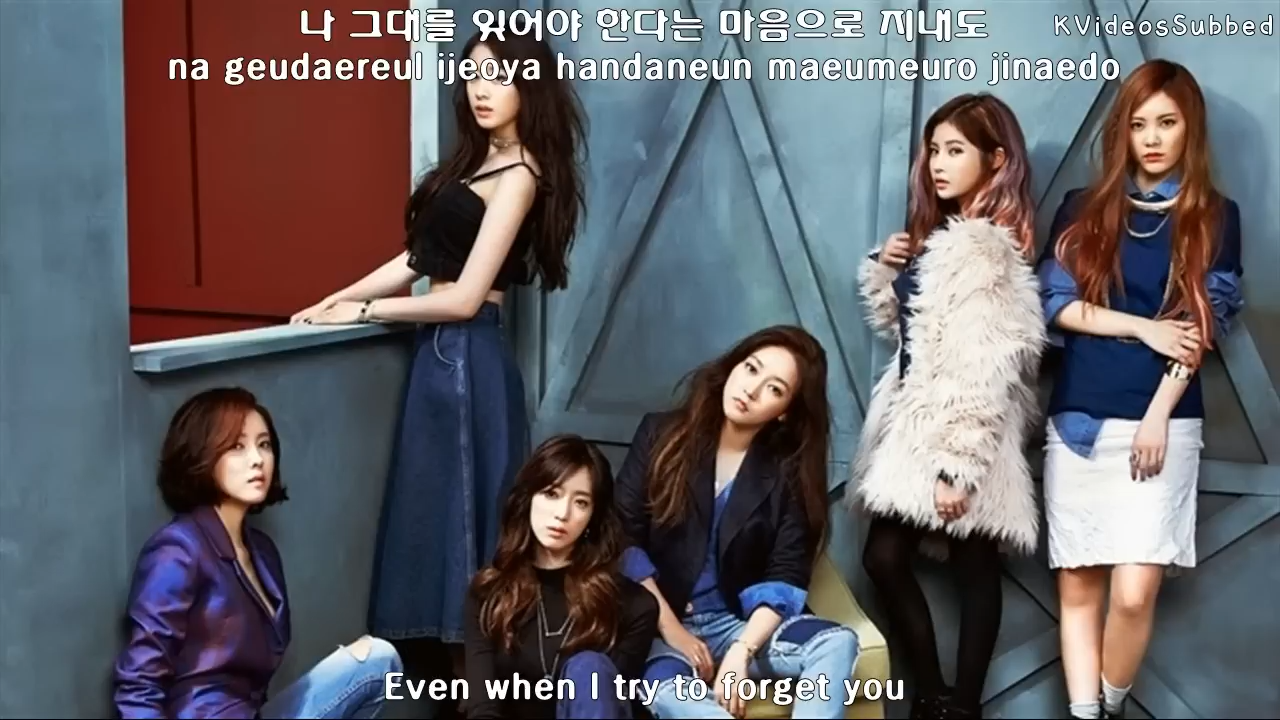 나 그대를 잊어야 한다는 마음으로 지내도
KVideosSubbed
na geudaereul ijeoya handaneun maeumeuro jinaedo
Even when I try to forget you